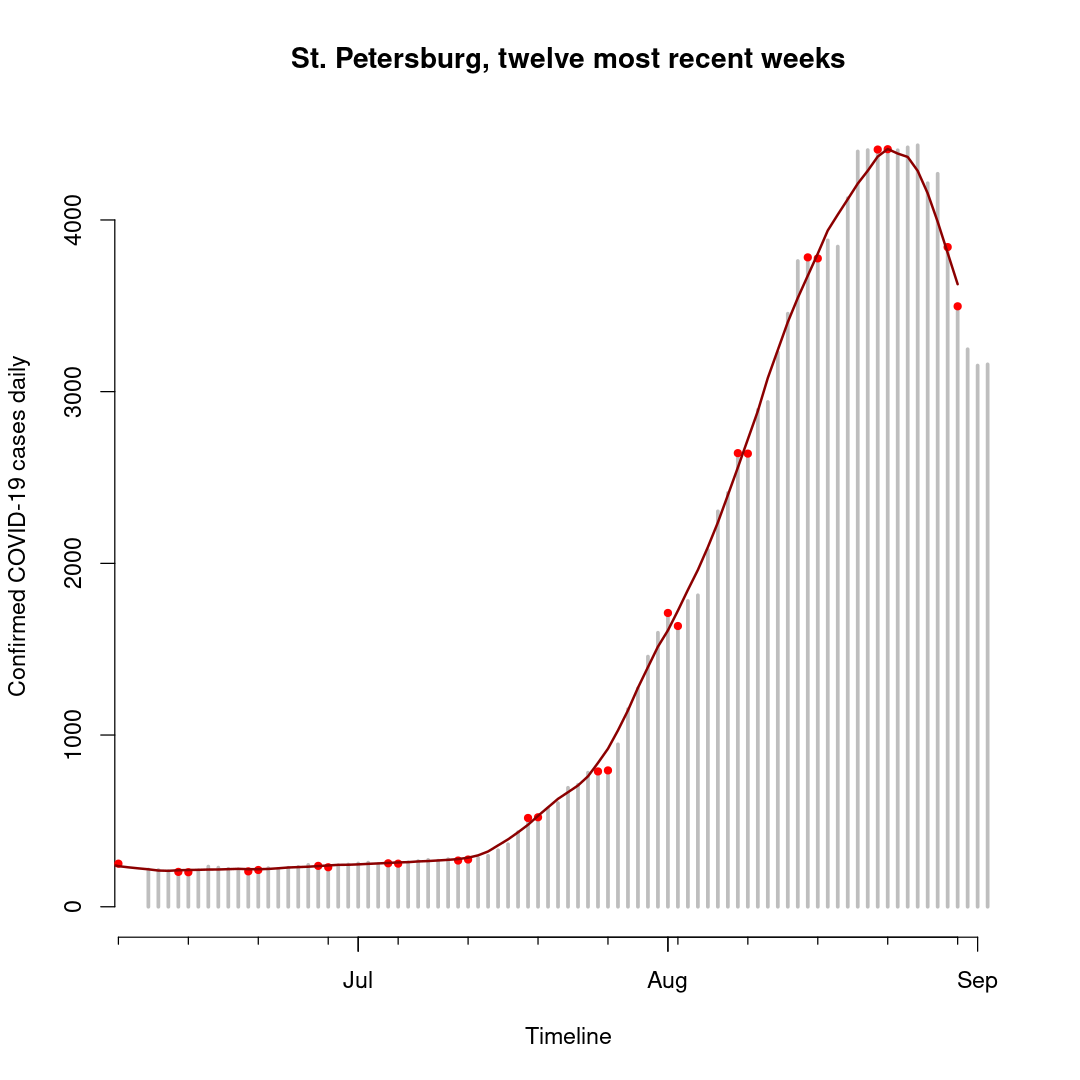 St. Petersburg, twelve most recent weeks
Confirmed COVID-19 cases daily
4000
3000
2000
1000
0
Jul Aug Sep
Timeline